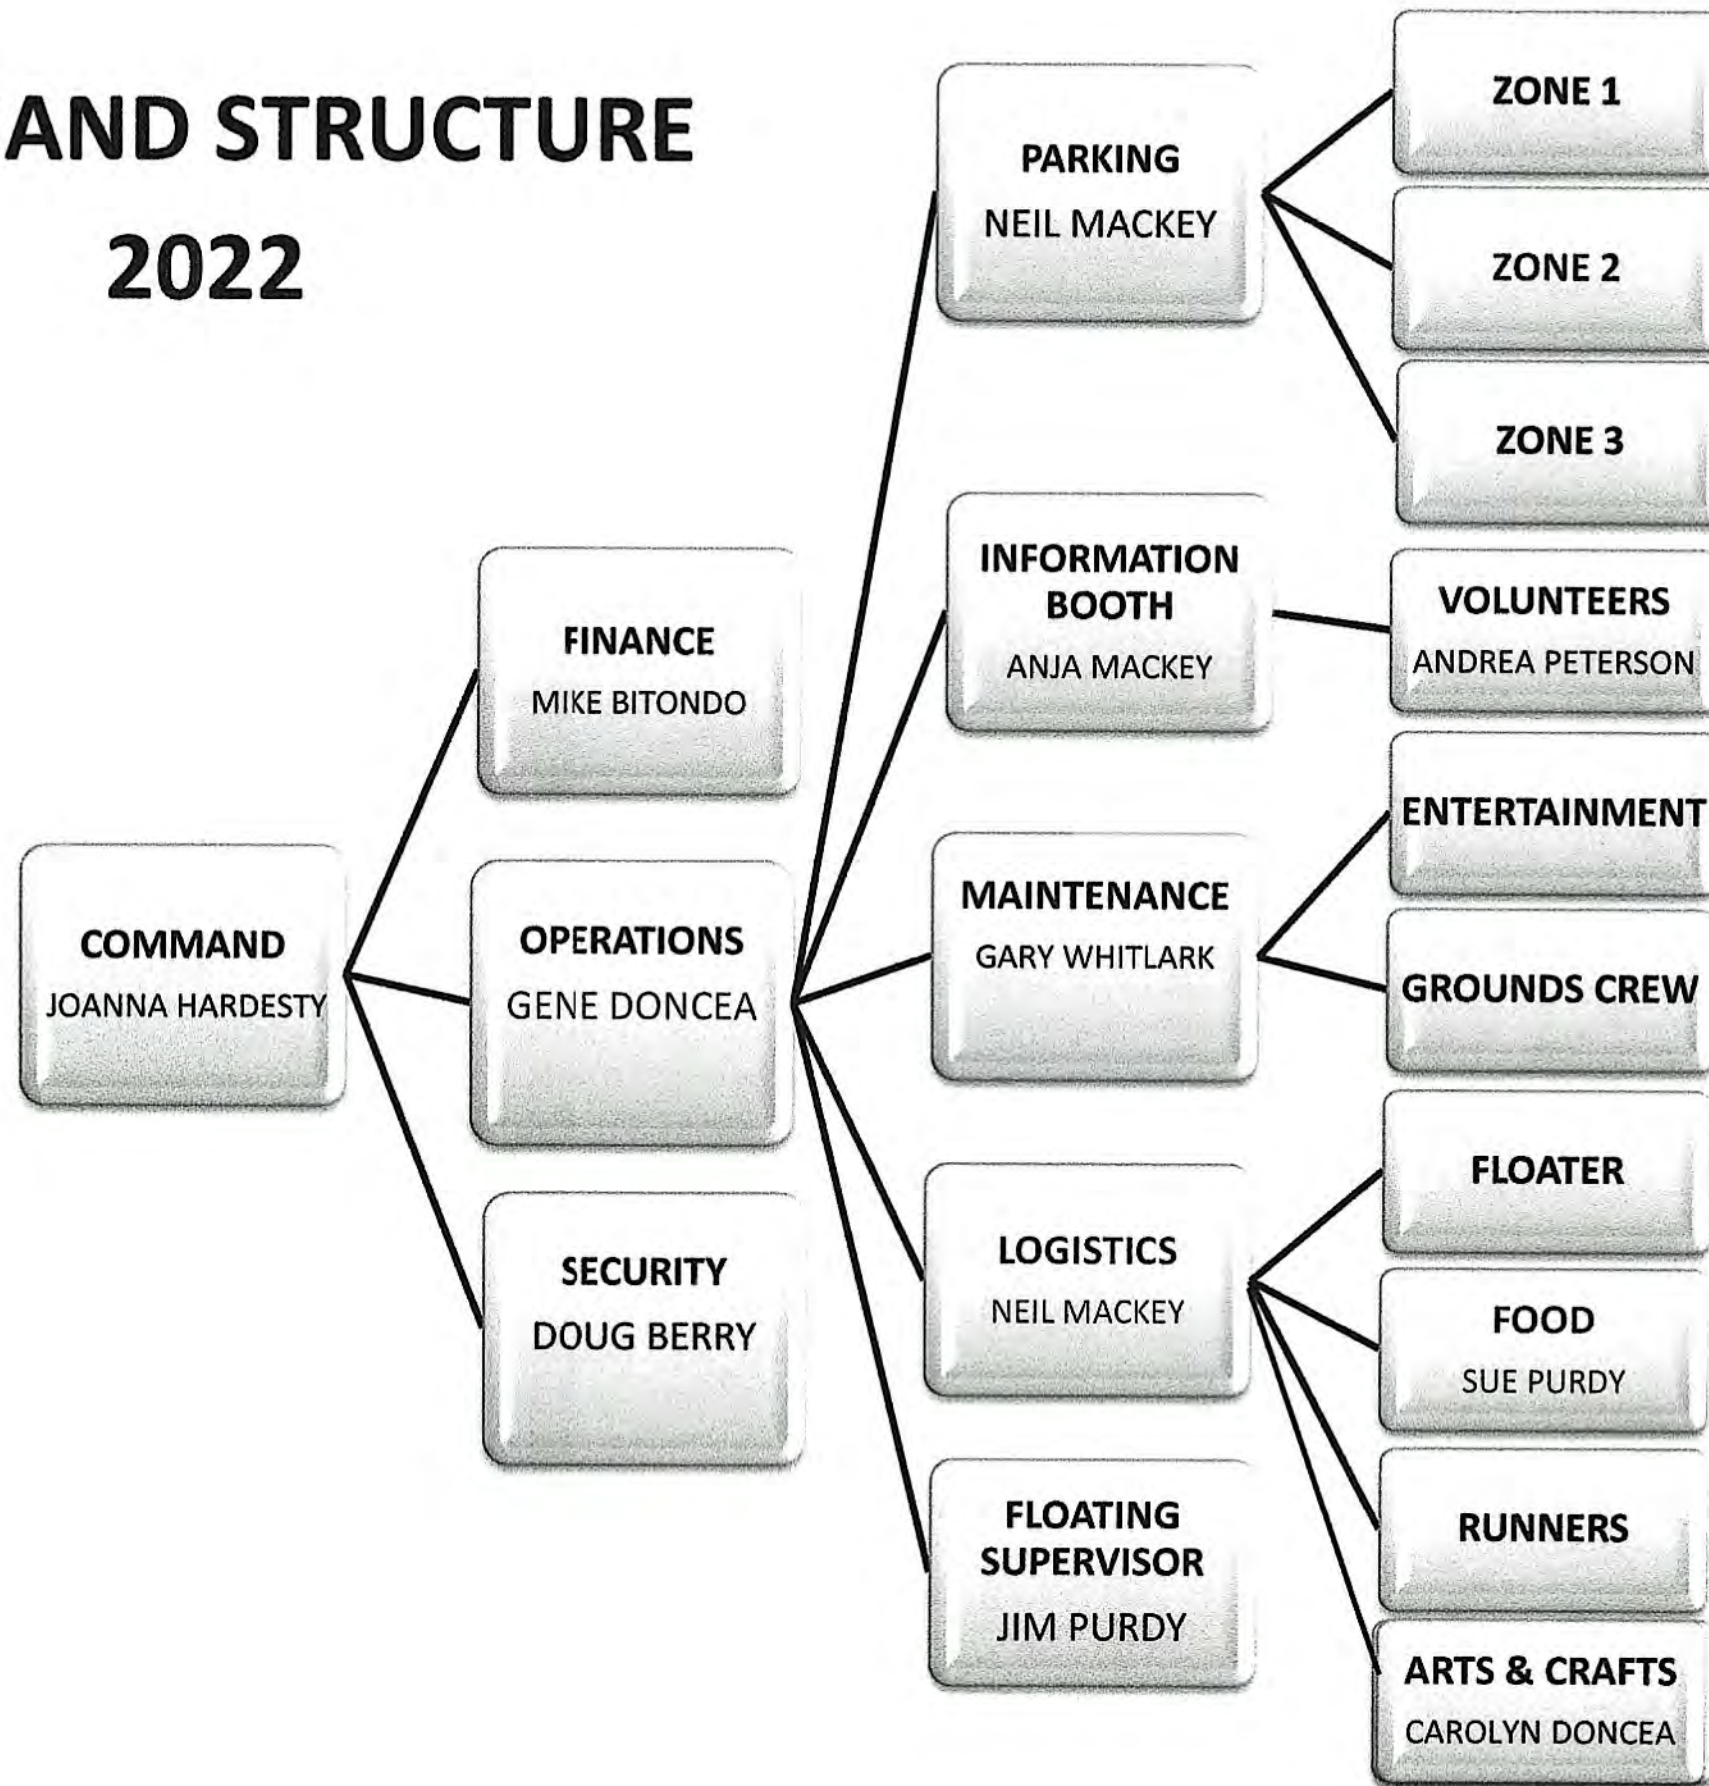 AND STRUCTURE
2022
COMMAND
JOANNA HARDESTY
FINANCE
MIKE BITONDO
OPERATIONS
GENE DONCEA
SECURITY
DOUG BERRY
PARKING
NEIL MACKEY
INFORMATION
BOOTH
ANJA MACKEY
MAINTENANCE
GARY WHITLARK
LOGISTICS
NEIL MACKEY
FLOATING
SUPERVISOR
JIM PURDY
ZONE 1
ZONE 2
ZONE 3
VOLUNTEERS
ANDREA PETERSON
ENTERTAINMENT
GROUNDS CREW
FLOATER
FOOD
SUE PURDY
RUNNERS
ARTS & CRAFTS
CAROLYN DONCEA